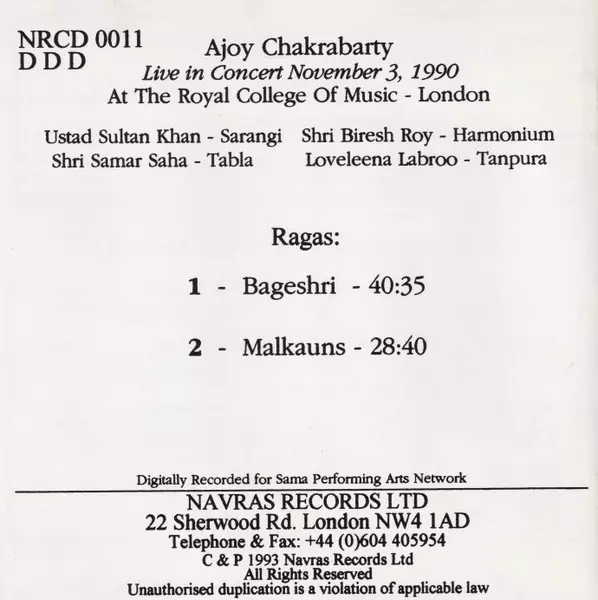 NRCD 0011
D D D
Ajoy Chakrabarty
Live in Concert November 3, 1990
At The Royal College Of Music - London
Ustad Sultan Khan - Sarangi Shri Biresh Roy - Harmonium
Shri Samar Saha - Tabla Loveleena Labroo - Tanpura
Ragas:
1 - Bageshri - 40:35
2 - Malkauns - 28:40
Digitally Recorded for Sama Performing Arts Network
NAVRAS RECORDS LTD
22 Sherwood Rd. London NW4 1AD
Telephone & Fax: +44 (0)604 405954
C & P 1993 Navras Records Ltd
All Rights Reserved
Unauthorised duplication is a violation of applicable law